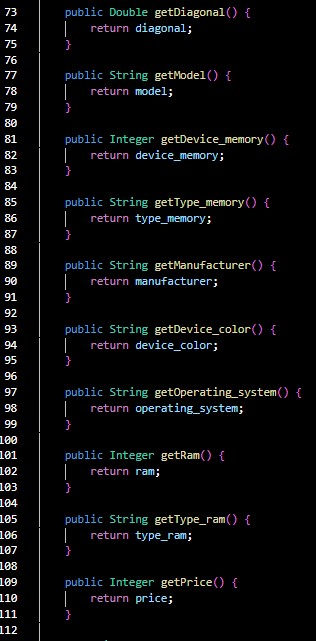 73 public Double getDiagonal() {
74 return diagonal;
75 }
76
77 public String getModel() {
78 return model;
79 }
80
81 public Integer getDevice_memory() {
82 return device_memory;
83 }
84
85 public String getType_memory() {
86 return type_memory;
87 }
88
89 public String getManufacturer() {
90 return manufacturer;
91 }
92
93 public String getDevice_color() {
94 return device_color;
95 }
96
97 public String getOperating_system() {
98 return operating_system;
99 }
100
101 public Integer getRam() {
102 return ram;
103 }
104
105 public String getType_ram() {
106 return type_ram;
107 }
108
109 public Integer getPrice() {
110 return price;
111 }
112